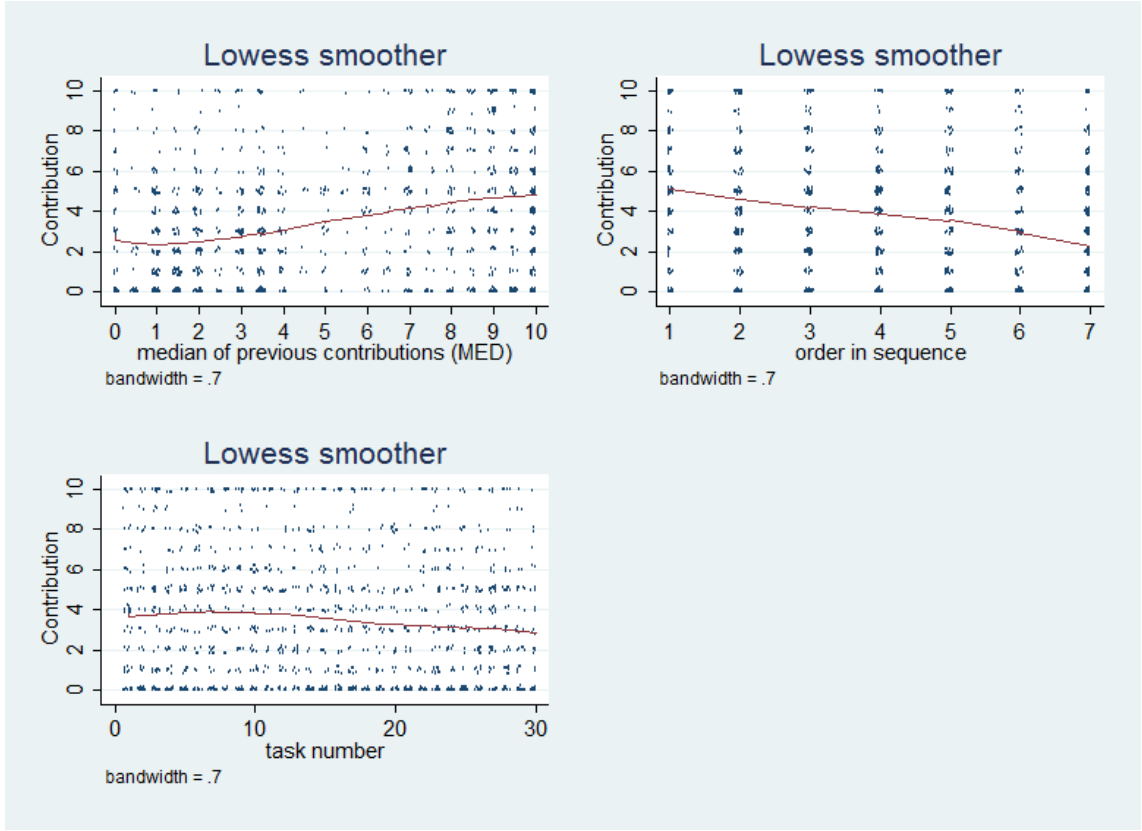 Lowess smoother
10
8
6
4
2
0
Contribution
0 1 2 3 4 5 6 7 8 9 10
median of previous contributions (MED)
bandwidth = .7
Lowess smoother
10
8
6
4
2
0
Contribution
1 2 3 4 5 6 7
order in sequence
bandwidth = .7
Lowess smoother
10
8
6
4
2
0
Contribution
0 10 20 30
task number
bandwidth = .7